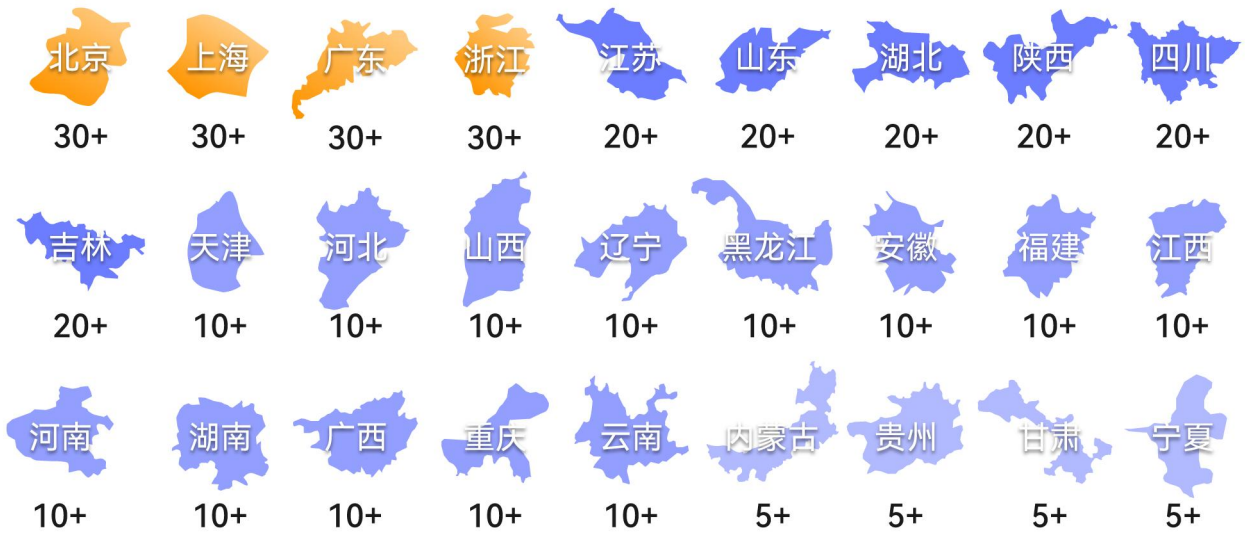 北京 上海 广东 浙江 江苏 山东 湖北 陕西 四川
30+ 30+ 30+ 30+ 20+ 20+ 20+ 20+ 20+
吉林 天津 河北 山西 辽宁 黑龙江 安徽 福建 江西
20+ 10+ 10+ 10+ 10+ 10+ 10+ 10+ 10+
河南 湖南 广西 重庆 云南 内蒙古 贵州 甘肃 宁夏
10+ 10+ 10+ 10+ 10+ 5+ 5+ 5+ 5+